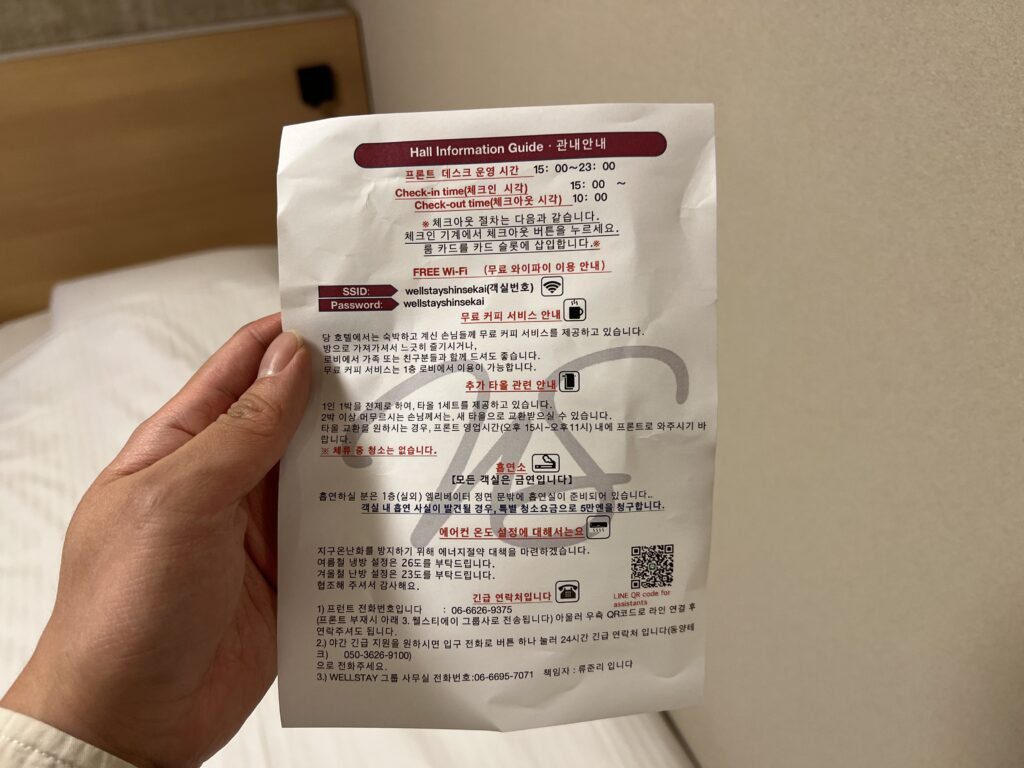 Hall Information Guide · 관내안내
프론트 데스크 운영 시간 15: 00~23: 00
Check-in time(체크인 시각) 15: 00 ~
Check-out time(체크아웃 시각) 10: 00
※ 체크아웃 절차는 다음과 같습니다.
체크인 기계에서 체크아웃 버튼을 누르세요.
룸 카드를 카드 슬롯에 삽입합니다.※
FREE Wi-Fi (무료 와이파이 이용 안내)
SSID: wellstayshinsekai(객실번호)
Password: wellstayshinsekai
무료 커피 서비스 안내
당 호텔에서는 숙박하고 계신 손님들께 무료 커피 서비스를 제공하고 있습니다.
방으로 가져가셔서 느긋히 즐기시거나,
로비에서 가족 또는 친구분들과 함께 드셔도 좋습니다.
무료 커피 서비스는 1층 로비에서 이용이 가능합니다.
추가 타올 관련 안내
1인 1박을 전제로 하여, 타올 1세트를 제공하고 있습니다.
2박 이상 머무르시는 손님께서는, 새 타올으로 교환받으실 수 있습니다.
타올 교환을 원하시는 경우, 프론트 영업시간(오후 15시~오후11시) 내에 프론트로 와주시기 바
랍니다.
※ 체류 중 청소는 없습니다.
흡연소
【모든 객실은 금연입니다】
흡연하실 분은 1층(실외) 엘리베이터 정면 문밖에 흡연실이 준비되어 있습니다..
객실 내 흡연 사실이 발견될 경우, 특별 청소요금으로 5만엔을 청구합니다.
에어컨 온도 설정에 대해서는요
지구온난화를 방지하기 위해 에너지절약 대책을 마련하겠습니다.
여름철 냉방 설정은 26도를 부탁드립니다.
겨울철 난방 설정은 23도를 부탁드립니다.
협조해 주셔서 감사해요.
LINE QR code for
assistants
긴급 연락처입니다
1) 프런트 전화번호입니다 : 06-6626-9375
(프론트 부재시 아래 3. 웰스티에이 그룹사로 전송됩니다) 아울러 우측 QR코드로 라인 연결 후
연락주셔도 됩니다.
2.) 야간 긴급 지원을 원하시면 입구 전화로 버튼 하나 눌러 24시간 긴급 연락처 입니다(동양테
크) 050-3626-9100)
으로 전화주세요.
3.) WELLSTAY 그룹 사무실 전화번호:06-6695-7071 책임자 : 류준리 입니다
WS